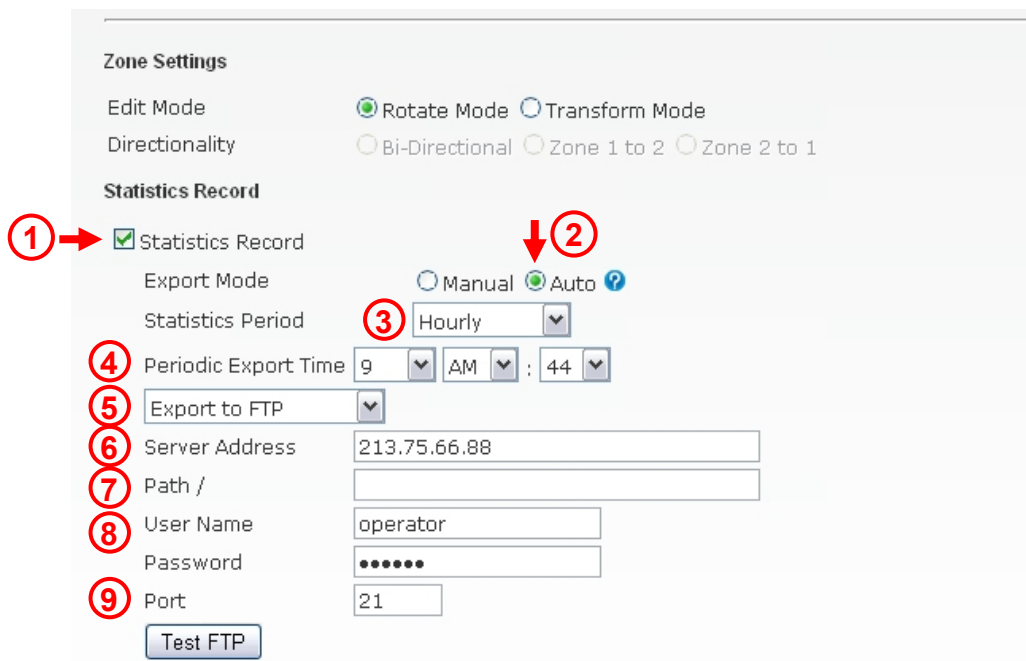 Zone Settings
Edit Mode Rotate Mode Transform Mode
Directionality Bi-Directional Zone 1 to 2 Zone 2 to 1
Statistics Record
1 Statistics Record 2
Export Mode Manual Auto ?
Statistics Period 3 Hourly
4 Periodic Export Time 9 AM : 44
5 Export to FTP
6 Server Address 213.75.66.88
7 Path /
8 User Name operator
Password ••••••
9 Port 21
Test FTP